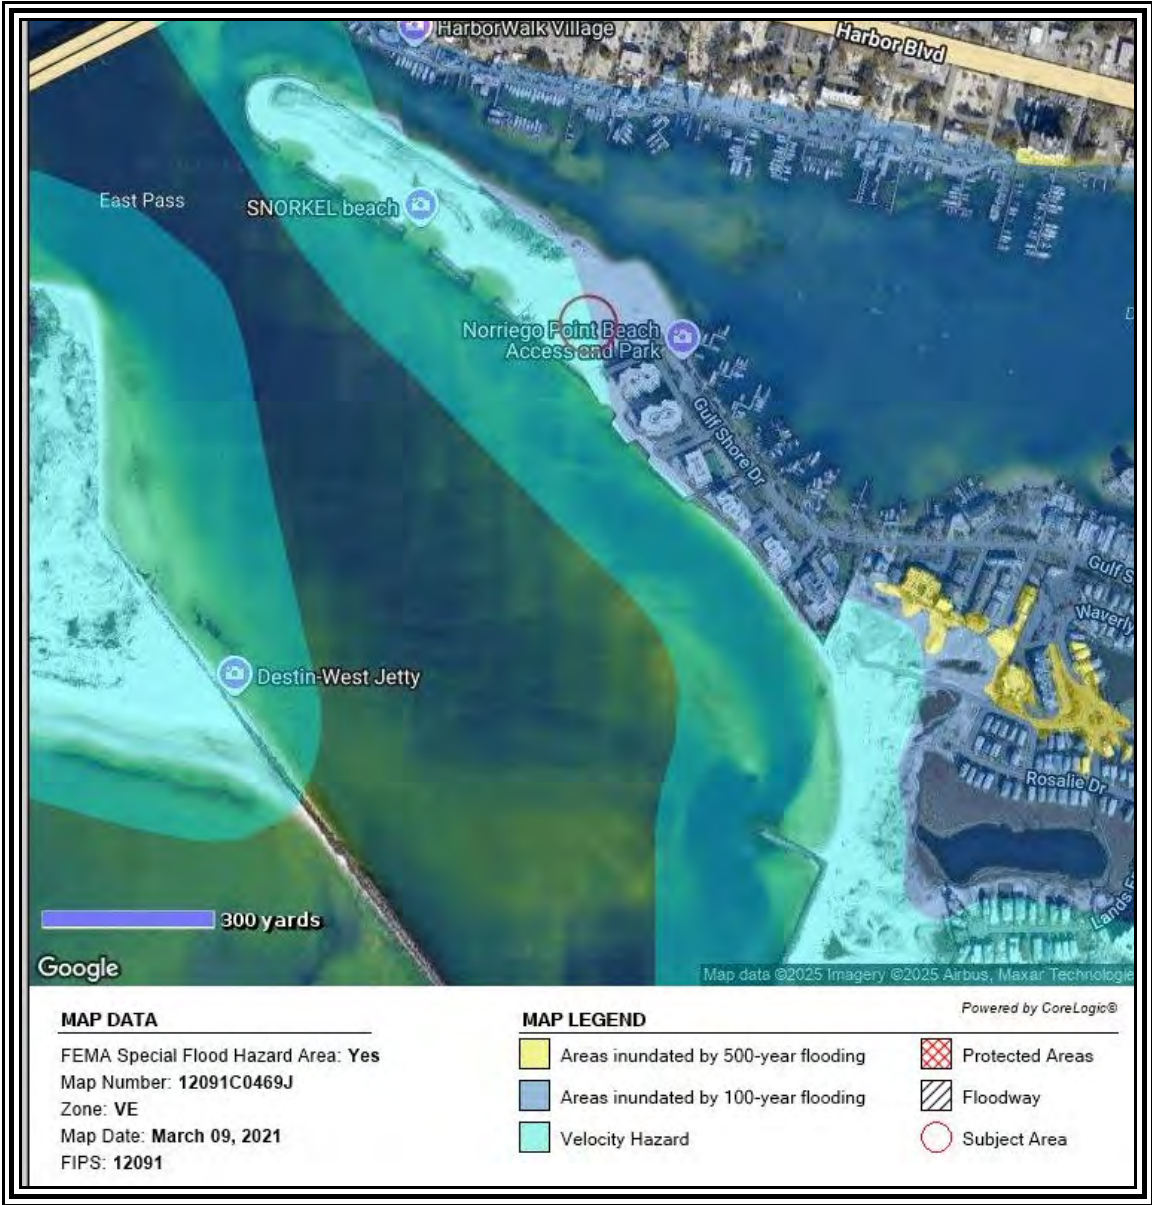 HarborWalk Village
Harbor Blvd
East Pass
SNORKEL beach
Norriego Point Beach
Access and Park
Gulf Shore Dr
Gulf S
Waverly
Destin-West Jetty
Rosalie Dr
Lands E
300 yards
Google
Map data ©2025 Imagery ©2025 Airbus, Maxar Technologie
Powered by CoreLogic®
MAP DATA
FEMA Special Flood Hazard Area: Yes
Map Number: 12091C0469J
Zone: VE
Map Date: March 09, 2021
FIPS: 12091
MAP LEGEND
Areas inundated by 500-year flooding
Areas inundated by 100-year flooding
Velocity Hazard
Protected Areas
Floodway
Subject Area